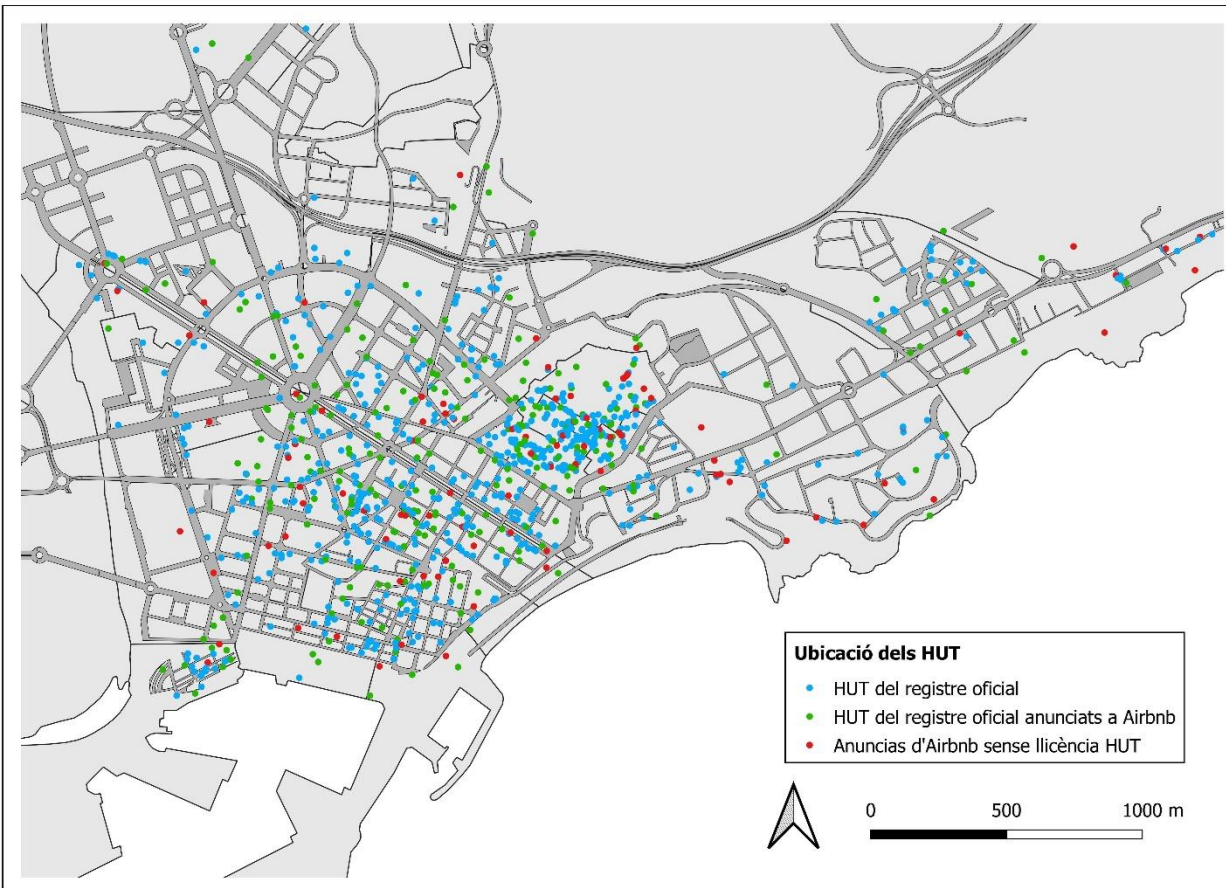 Ubicació dels HUT
HUT del registre oficial
HUT del registre oficial anunciats a Airbnb
Anuncias d'Airbnb sense llicència HUT
0 500 1000 m